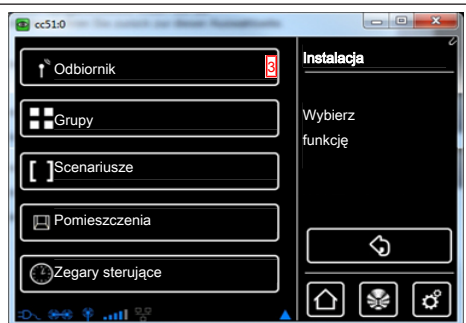 cc51:0
Odbiornik
3
Grupy
Scenariusze
Pomieszczenia
Zegary sterujące
Instalacja
Wybierz
funkcję